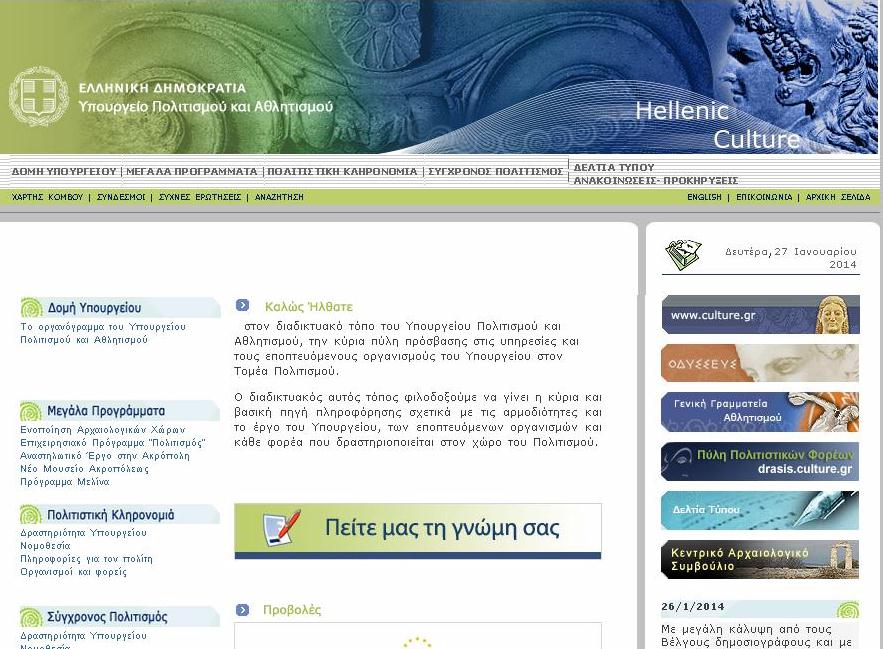 ΕΛΛΗΝΙΚΗ ΔΗΜΟΚΡΑΤΙΑ
Υπουργείο Πολιτισμού και Αθλητισμού
Hellenic
Culture
ΔΟΜΗ ΥΠΟΥΡΓΕΙΟΥ | ΜΕΓΑΛΑ ΠΡΟΓΡΑΜΜΑΤΑ | ΠΟΛΙΤΙΣΤΙΚΗ ΚΛΗΡΟΝΟΜΙΑ | ΣΥΓΧΡΟΝΟΣ ΠΟΛΙΤΙΣΜΟΣ
ΔΕΛΤΙΑ ΤΥΠΟΥ
ΑΝΑΚΟΙΝΩΣΕΙΣ- ΠΡΟΚΗΡΥΞΕΙΣ
ΧΑΡΤΗΣ ΚΟΜΒΟΥ | ΣΥΝΔΕΣΜΟΙ | ΣΥΧΝΕΣ ΕΡΩΤΗΣΕΙΣ | ΑΝΑΖΗΤΗΣΗ
ENGLISH | ΕΠΙΚΟΙΝΩΝΙΑ | ΑΡΧΙΚΗ ΣΕΛΙΔΑ
Δομή Υπουργείου
Το οργανόγραμμα του Υπουργείου
Πολιτισμού και Αθλητισμού
Μεγάλα Προγράμματα
Ενοποίηση Αρχαιολογικών Χώρων
Επιχειρησιακό Πρόγραμμα "Πολιτισμός"
Αναστηλωτικό Έργο στην Ακρόπολη
Νέο Μουσείο Ακροπόλεως
Πρόγραμμα Μελίνα
Πολιτιστική Κληρονομιά
Δραστηριότητα Υπουργείου
Νομοθεσία
Πληροφορίες για τον πολίτη
Οργανισμοί και φορείς
Σύγχρονος Πολιτισμός
Δραστηριότητα Υπουργείου
Νομοθεσία
Καλώς Ήλθατε
στον διαδικτυακό τόπο του Υπουργείου Πολιτισμού και
Αθλητισμού, την κύρια πύλη πρόσβασης στις υπηρεσίες και
τους εποπτευόμενους οργανισμούς του Υπουργείου στον
Τομέα Πολιτισμού.
Ο διαδικτυακός αυτός τόπος φιλοδοξούμε να γίνει η κύρια και
βασική πηγή πληροφόρησης σχετικά με τις αρμοδιότητες και
το έργο του Υπουργείου, των εποπτευόμενων οργανισμών και
κάθε φορέα που δραστηριοποιείται στον χώρο του Πολιτισμού.
Πείτε μας τη γνώμη σας
Προβολές
Δευτέρα, 27 Ιανουαρίου
2014
www.culture.gr
ΟΔΥΣΣΕΥΣ
Γενική Γραμματεία
Αθλητισμού
Πύλη Πολιτιστικών Φορέων
drasis.culture.gr
Δελτία Τύπου
Κεντρικό Αρχαιολογικό
Συμβούλιο
26/1/2014
Με μεγάλη κάλυψη από τους
Βέλγους δημοσιογράφους και με